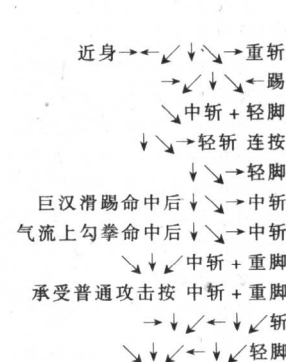 近身→←↙↓↘→重斩
→↙↓↘←踢
↘中斩+轻脚
↓↘→轻斩 连按
↓↘→轻脚
巨汉滑踢命中后↓↘→中斩
气流上勾拳命中后↓↘→中斩
↘↓↙中斩+重脚
承受普通攻击按 中斩+重脚
→↓↙←↓↙斩
↘↓↙←↓↙轻脚